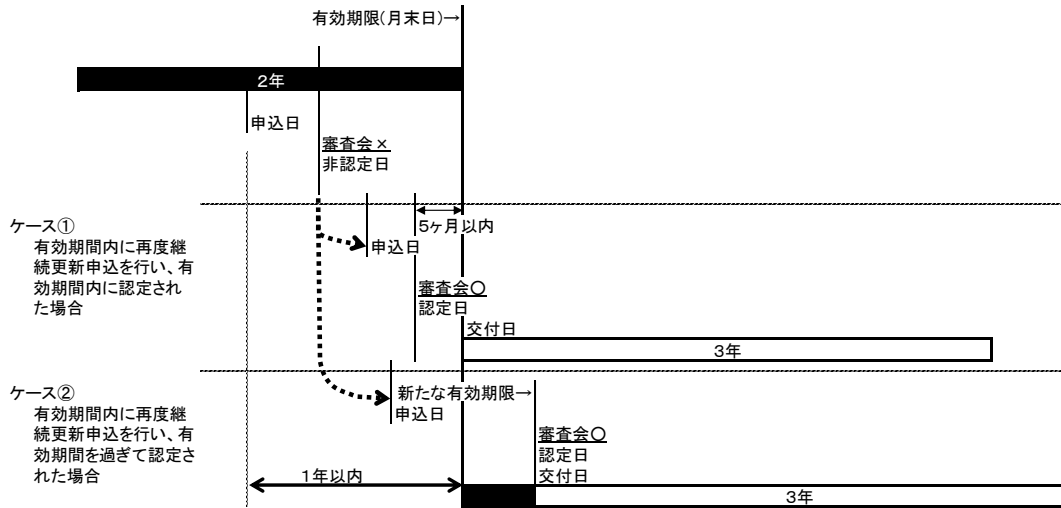 有効期限(月末日)→
2年
申込日
審査会×
非認定日
ケース①
有効期間内に再度継
続更新申込を行い、有
効期間内に認定され
た場合
5ヶ月以内
申込日
審査会○
認定日
交付日
3年
ケース②
有効期間内に再度継
続更新申込を行い、有
効期間を過ぎて認定さ
れた場合
新たな有効期限→
申込日
審査会○
認定日
交付日
1年以内
3年